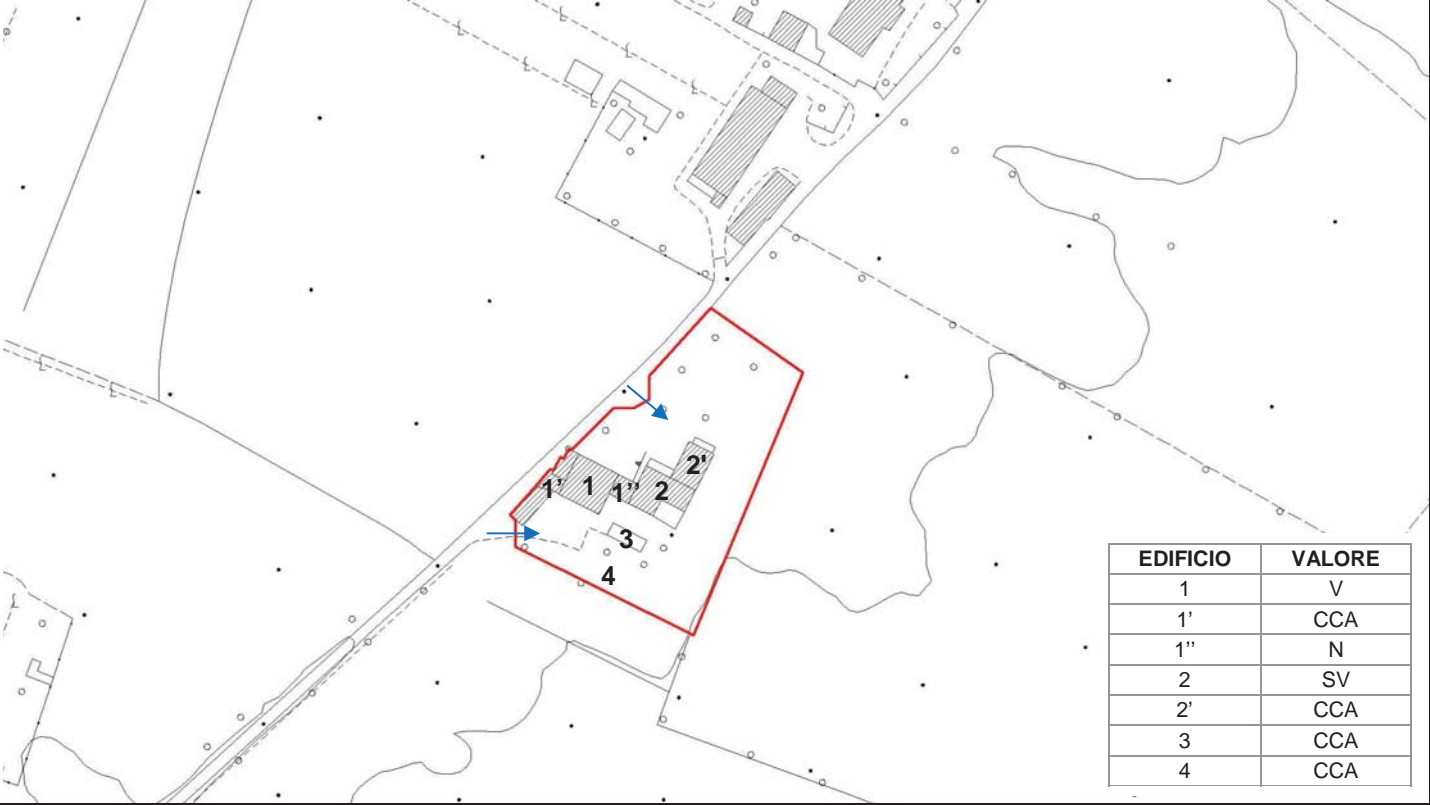 2'
1'
1
1''
2
3
4
EDIFICIO VALORE
1 V
1' CCA
1'' N
2 SV
2' CCA
3 CCA
4 CCA